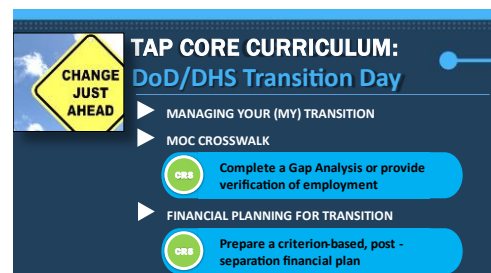 CHANGE
JUST
AHEAD
TAP CORE CURRICULUM:
DoD/DHS Transition Day
MANAGING YOUR (MY) TRANSITION
MOC CROSSWALK
CRS
Complete a Gap Analysis or provide
verification of employment
FINANCIAL PLANNING FOR TRANSITION
CRS
Prepare a criterion-based, post -
separation financial plan